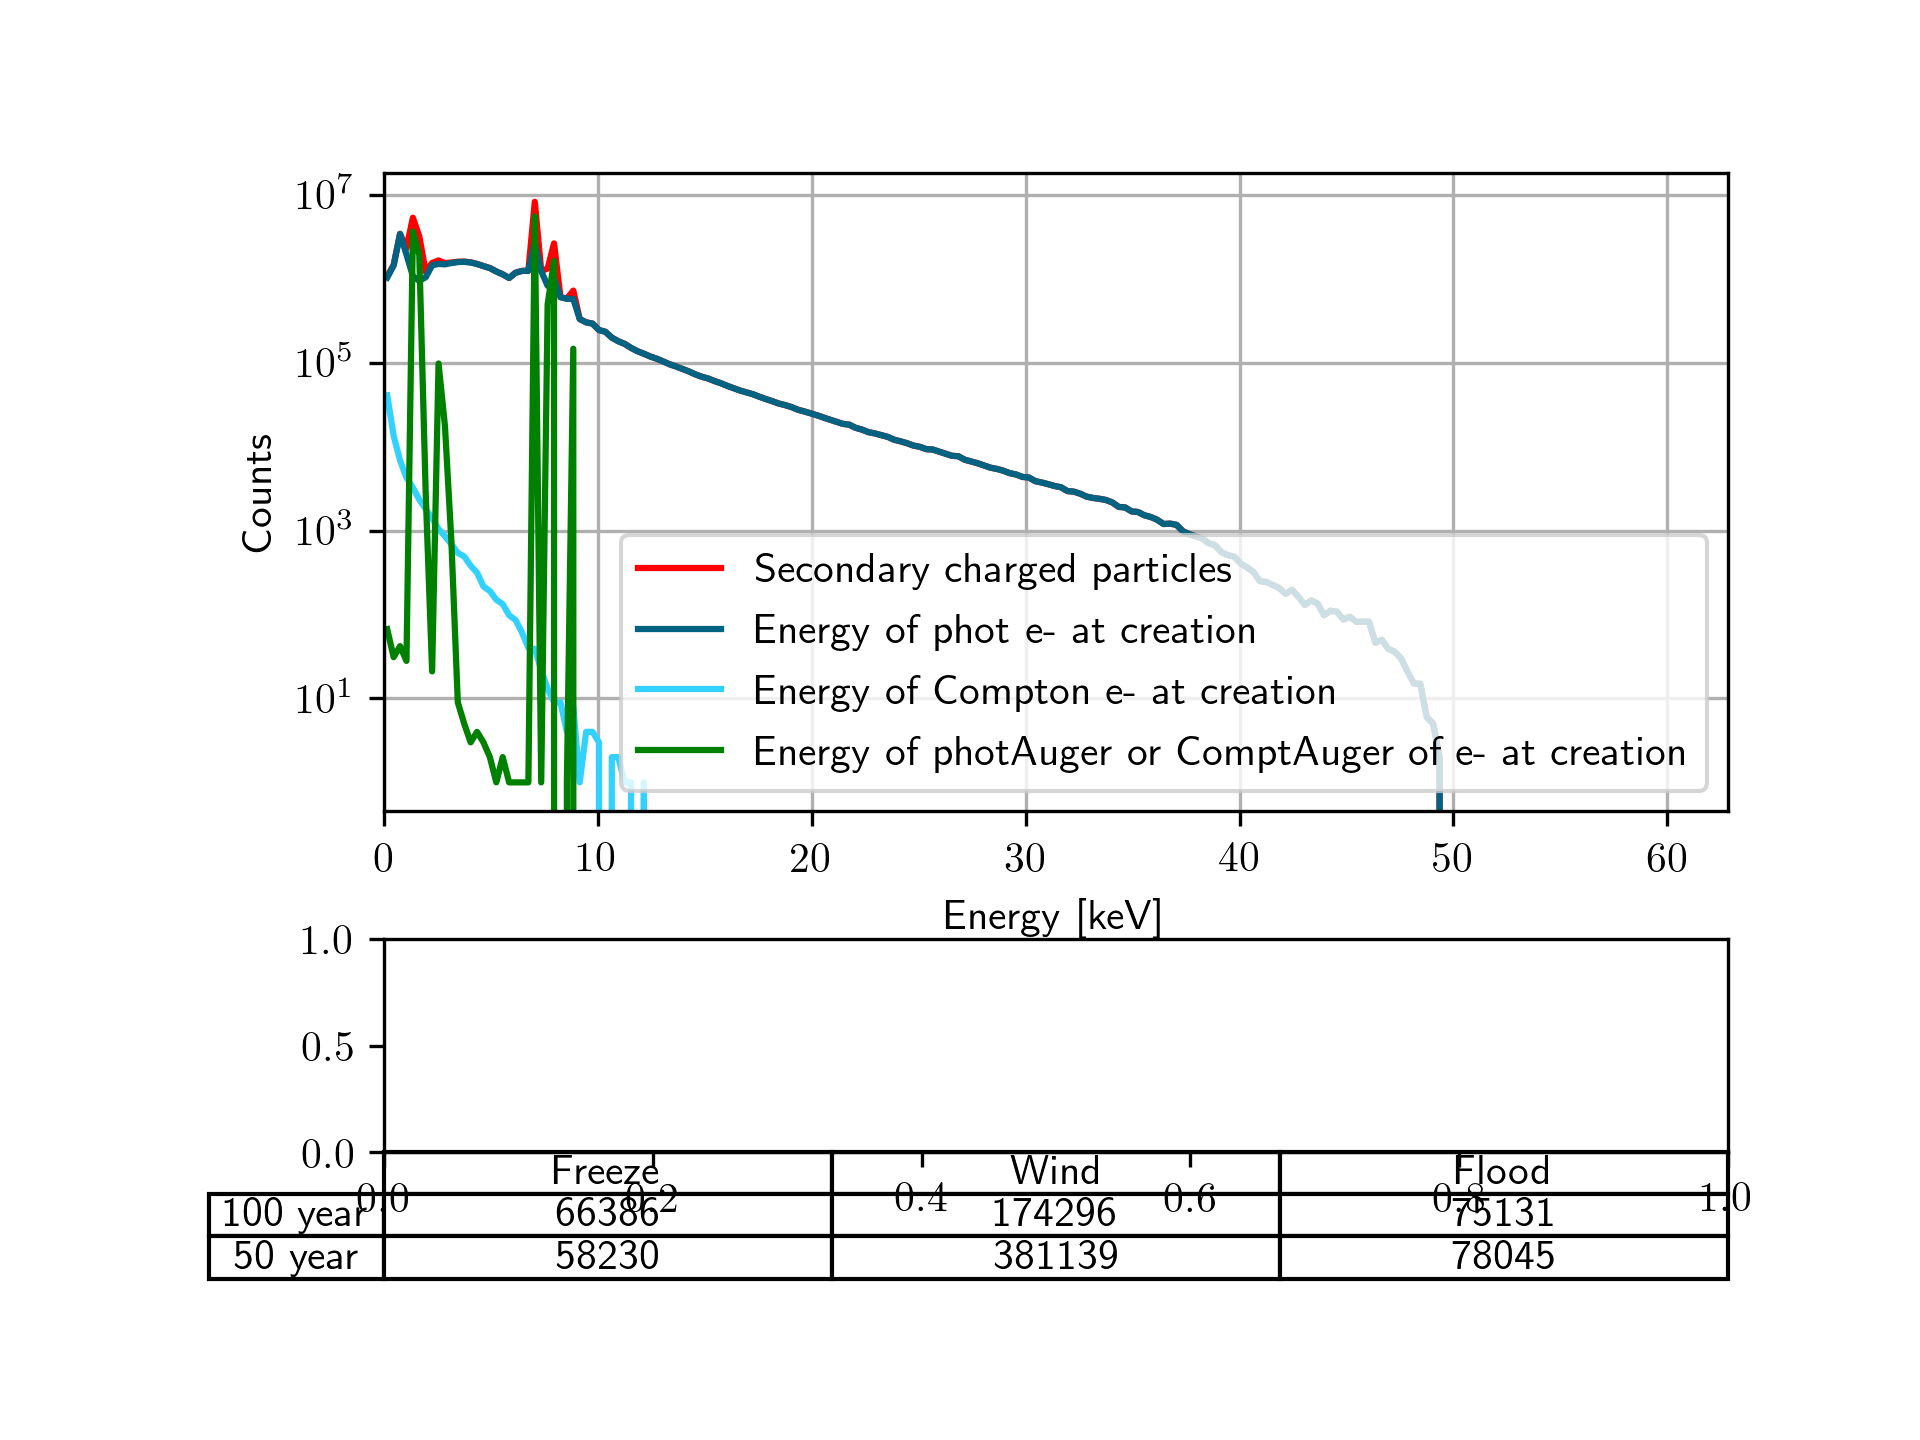 10^7
10^5
10^3
10^1
Counts
Secondary charged particles
Energy of phot e- at creation
Energy of Compton e- at creation
Energy of photAuger or ComptAuger of e- at creation
0 10 20 30 40 50 60
Energy [keV]
1.0
0.5
0.0
0.0 0.2 0.4 0.6 0.8 1.0
Freeze Wind Flood
100 year 66386 174296 75131
50 year 58230 381139 78045